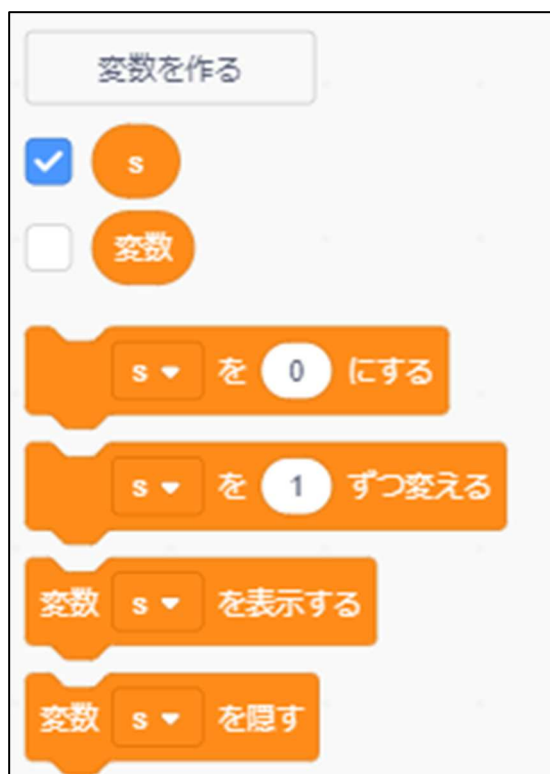 変数を作る
s
変数
s を 0 にする
s を 1 ずつ変える
変数 s を表示する
変数 s を隠す